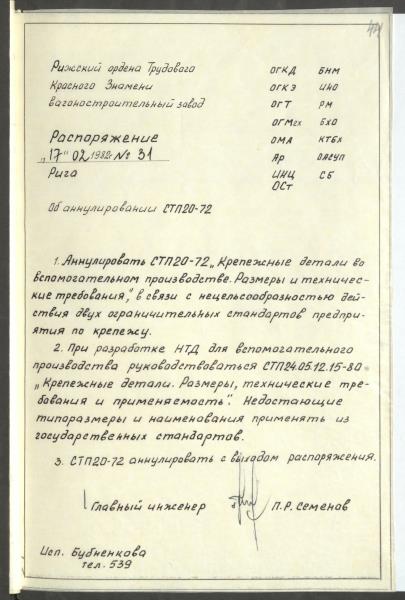 Рижский ордена Трудового
Красного Знамени
вагоностроительный завод
Распоряжение
„17" 02 1982г. № 31
Рига
ОГКД БНМ
ОГКЭ ИНО
ОГТ РМ
ОГМех БХО
ОМА КТБХ
АР ОАСУП
ИНЦ СБ
ОСТ
Об аннулировании СТП20-72
1. Аннулировать СТП20-72 „Крепежные детали во
вспомогательном производстве. Размеры и техничес-
кие требования", в связи с нецелесообразностью дей-
ствия двух ограничительных стандартов предпри-
ятия по крепежу.
2. При разработке НТД для вспомогательного
производства руководствоваться СТП24.05.12.15-80
„Крепежные детали. Размеры, технические тре-
бования и применяемость". Недостающие
типоразмеры и наименования применять из
государственных стандартов.
3. СТП20-72 аннулировать с выходом распоряжения.
Главный инженер П.Р. Семенов
Исп. Бубненкова
тел. 539